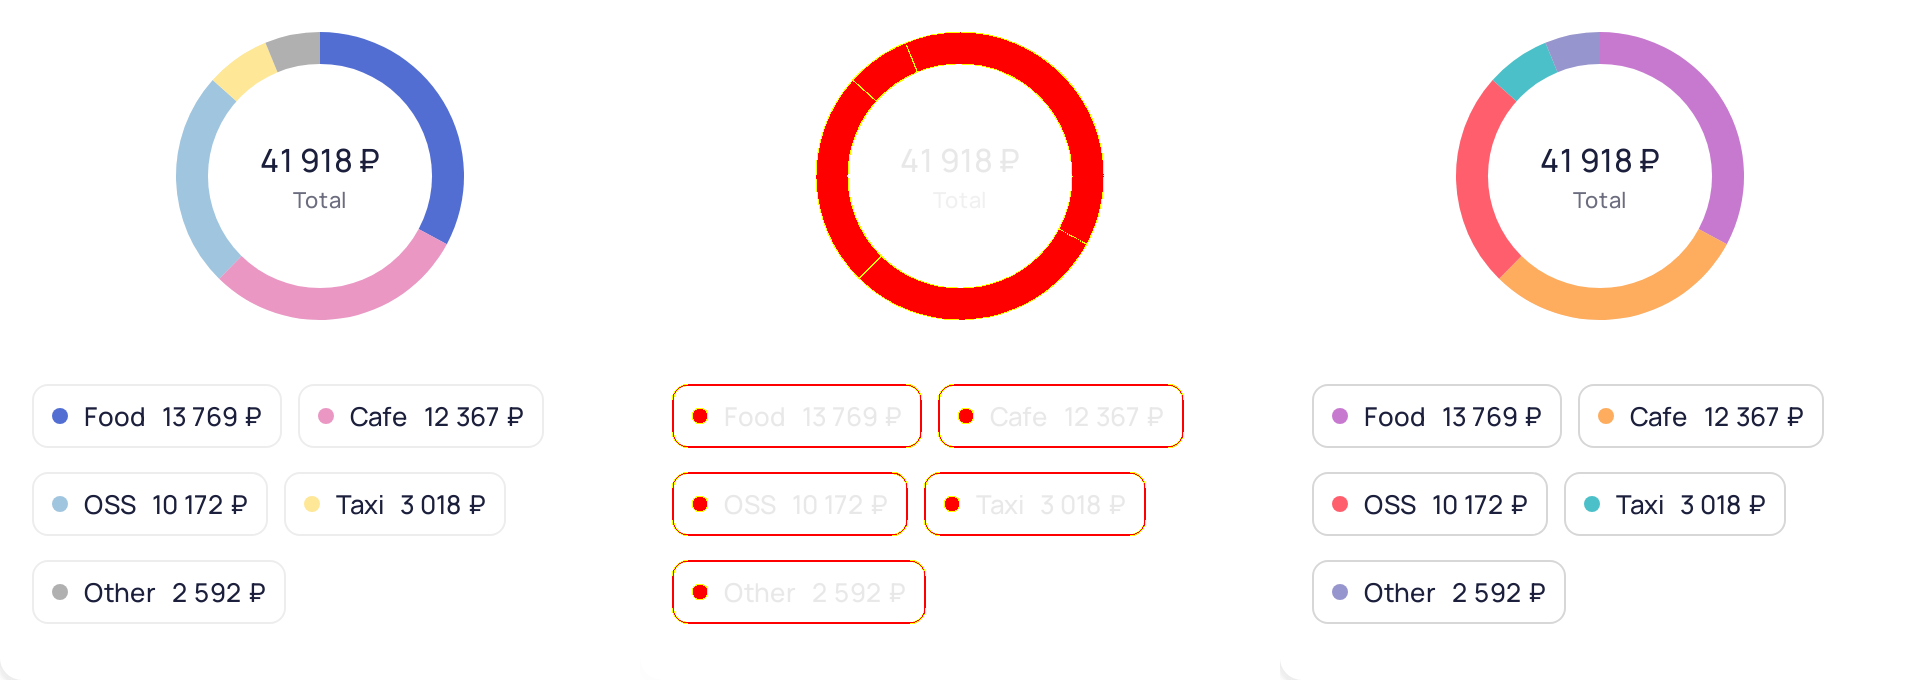 41 918 ₽
Total
Food 13 769 ₽
Cafe 12 367 ₽
OSS 10 172 ₽
Taxi 3 018 ₽
Other 2 592 ₽
41 918 ₽
Total
Food 13 769 ₽
Cafe 12 367 ₽
OSS 10 172 ₽
Taxi 3 018 ₽
Other 2 592 ₽
41 918 ₽
Total
Food 13 769 ₽
Cafe 12 367 ₽
OSS 10 172 ₽
Taxi 3 018 ₽
Other 2 592 ₽